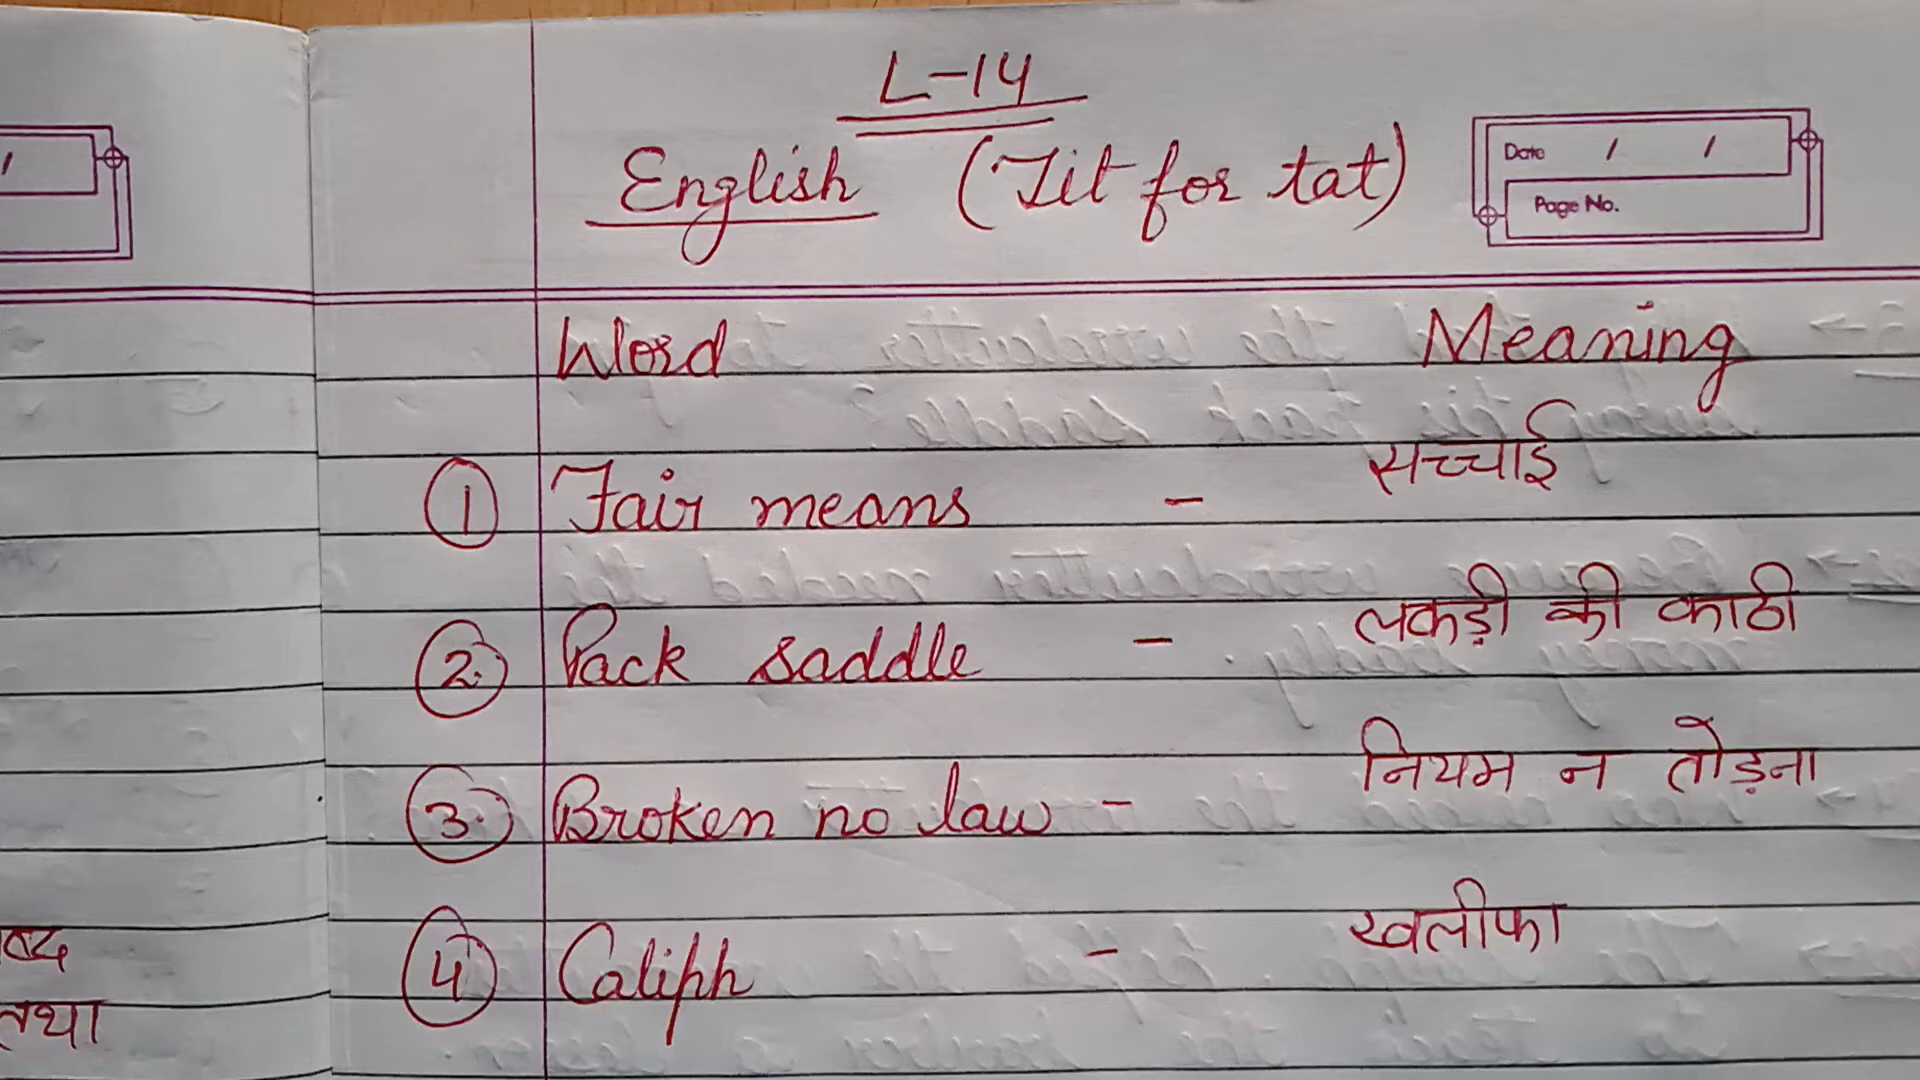 L-14
English (Tit for tat)
Date / /
Page No.
Word Meaning
① Fair means - सच्चाई
② Pack saddle - लकड़ी की काठी
③ Broken no law - नियम न तोड़ना
④ Caliph - खलीफा
ब्द
तथा